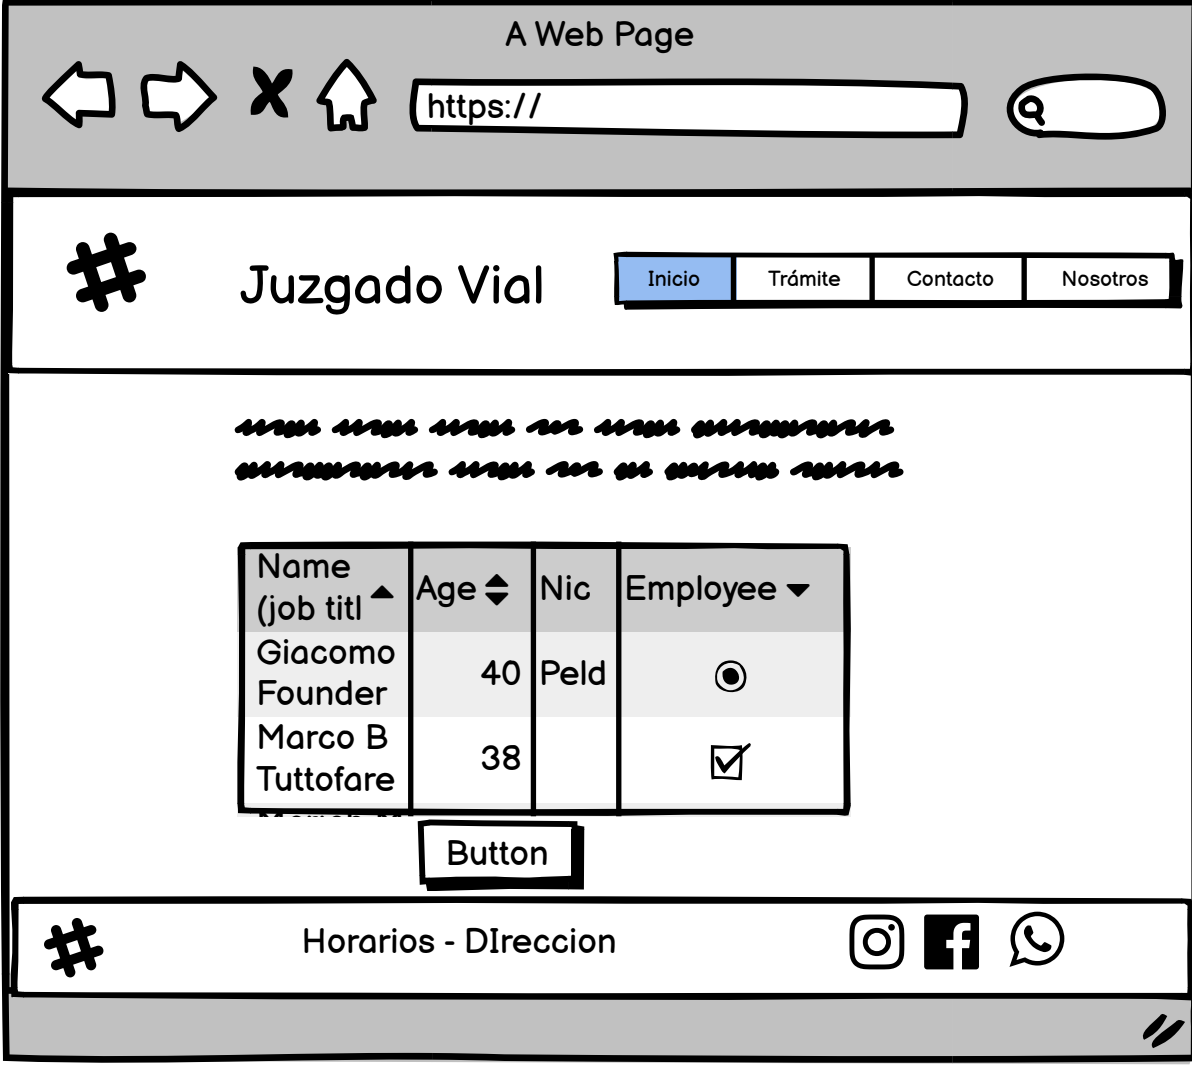 A Web Page
https://
Juzgado Vial
Inicio Trámite Contacto Nosotros
Name
(job titl
Age Nic Employee
Giacomo
Founder
40 Peld
Marco B
Tuttofare
38
Button
Horarios - DIreccion